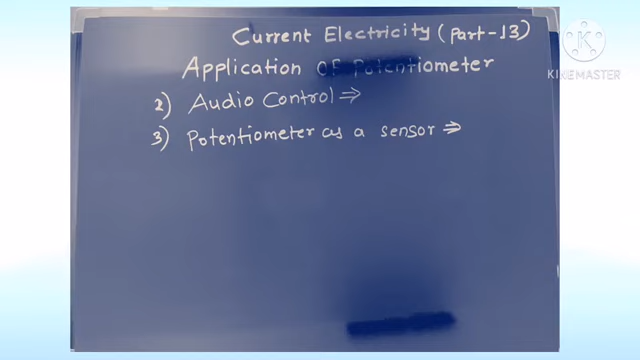 Current Electricity (Part-13)
Application OF Potentiometer
2) Audio Control ⇒
3) Potentiometer as a sensor ⇒
KINEMASTER